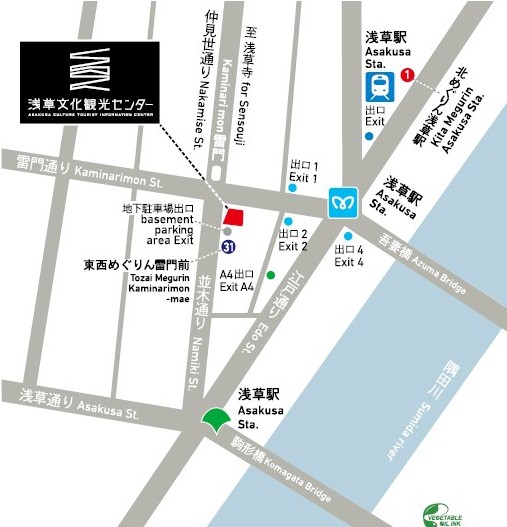 浅草文化観光センター
ASAKUSA CULTURE TOURIST INFORMATION CENTER
仲見世通り Nakamise St.
至 浅草寺 for Sensouji
Kaminarimon 雷門
浅草駅
Asakusa
Sta.
1
出口
Exit
北めぐりん浅草駅
Kita Megurin
Asakusa Sta.
雷門通り Kaminarimon St.
出口 1
Exit 1
浅草駅
Asakusa
Sta.
地下駐車場出口
basement
parking
area Exit
31
出口 2
Exit 2
出口 4
Exit 4
吾妻橋 Azuma Bridge
東西めぐりん雷門前
Tozai Megurin
Kaminarimon
-mae
A4出口
Exit A4
並木通り Namiki St.
江戸通り Edo St.
浅草通り Asakusa St.
浅草駅
Asakusa
Sta.
駒形橋 Komagata Bridge
隅田川 Sumida river
VEGETABLE
OIL INK